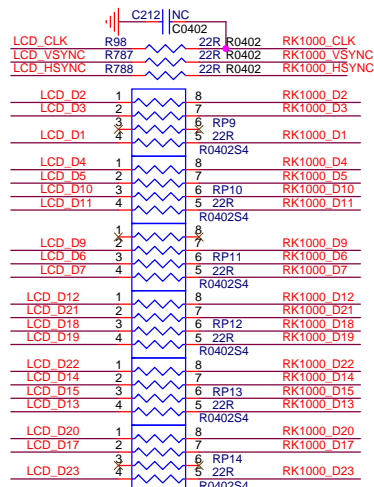 C212 NC
C0402
LCD_CLK R98 22R R0402 RK1000_CLK
LCD_VSYNC R787 22R R0402 RK1000_VSYNC
LCD_HSYNC R788 22R R0402 RK1000_HSYNC
LCD_D2 1 8 RK1000_D2
LCD_D3 2 7 RK1000_D3
3 6 RP9
LCD_D1 4 5 22R RK1000_D1
R0402S4
LCD_D4 1 8 RK1000_D4
LCD_D5 2 7 RK1000_D5
LCD_D10 3 6 RP10 RK1000_D10
LCD_D11 4 5 22R RK1000_D11
R0402S4
1 8
LCD_D9 2 7 RK1000_D9
LCD_D6 3 6 RP11 RK1000_D6
LCD_D7 4 5 22R RK1000_D7
R0402S4
LCD_D12 1 8 RK1000_D12
LCD_D21 2 7 RK1000_D21
LCD_D18 3 6 RP12 RK1000_D18
LCD_D19 4 5 22R RK1000_D19
R0402S4
LCD_D22 1 8 RK1000_D22
LCD_D14 2 7 RK1000_D14
LCD_D15 3 6 RP13 RK1000_D15
LCD_D13 4 5 22R RK1000_D13
R0402S4
LCD_D20 1 8 RK1000_D20
LCD_D17 2 7 RK1000_D17
3 6 RP14
LCD_D23 4 5 22R RK1000_D23
R0402S4